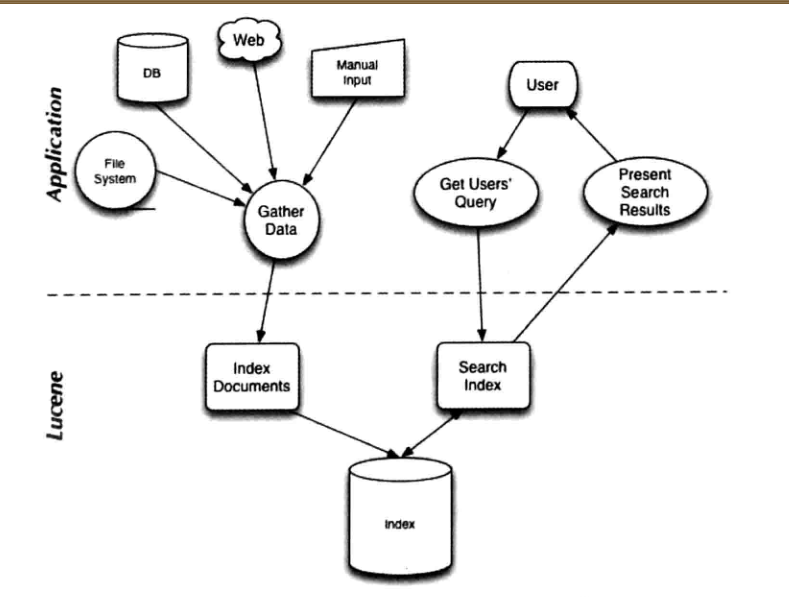 Application
DB
Web
Manual
Input
File
System
Gather
Data
User
Get Users'
Query
Present
Search
Results
Lucene
Index
Documents
Search
Index
Index